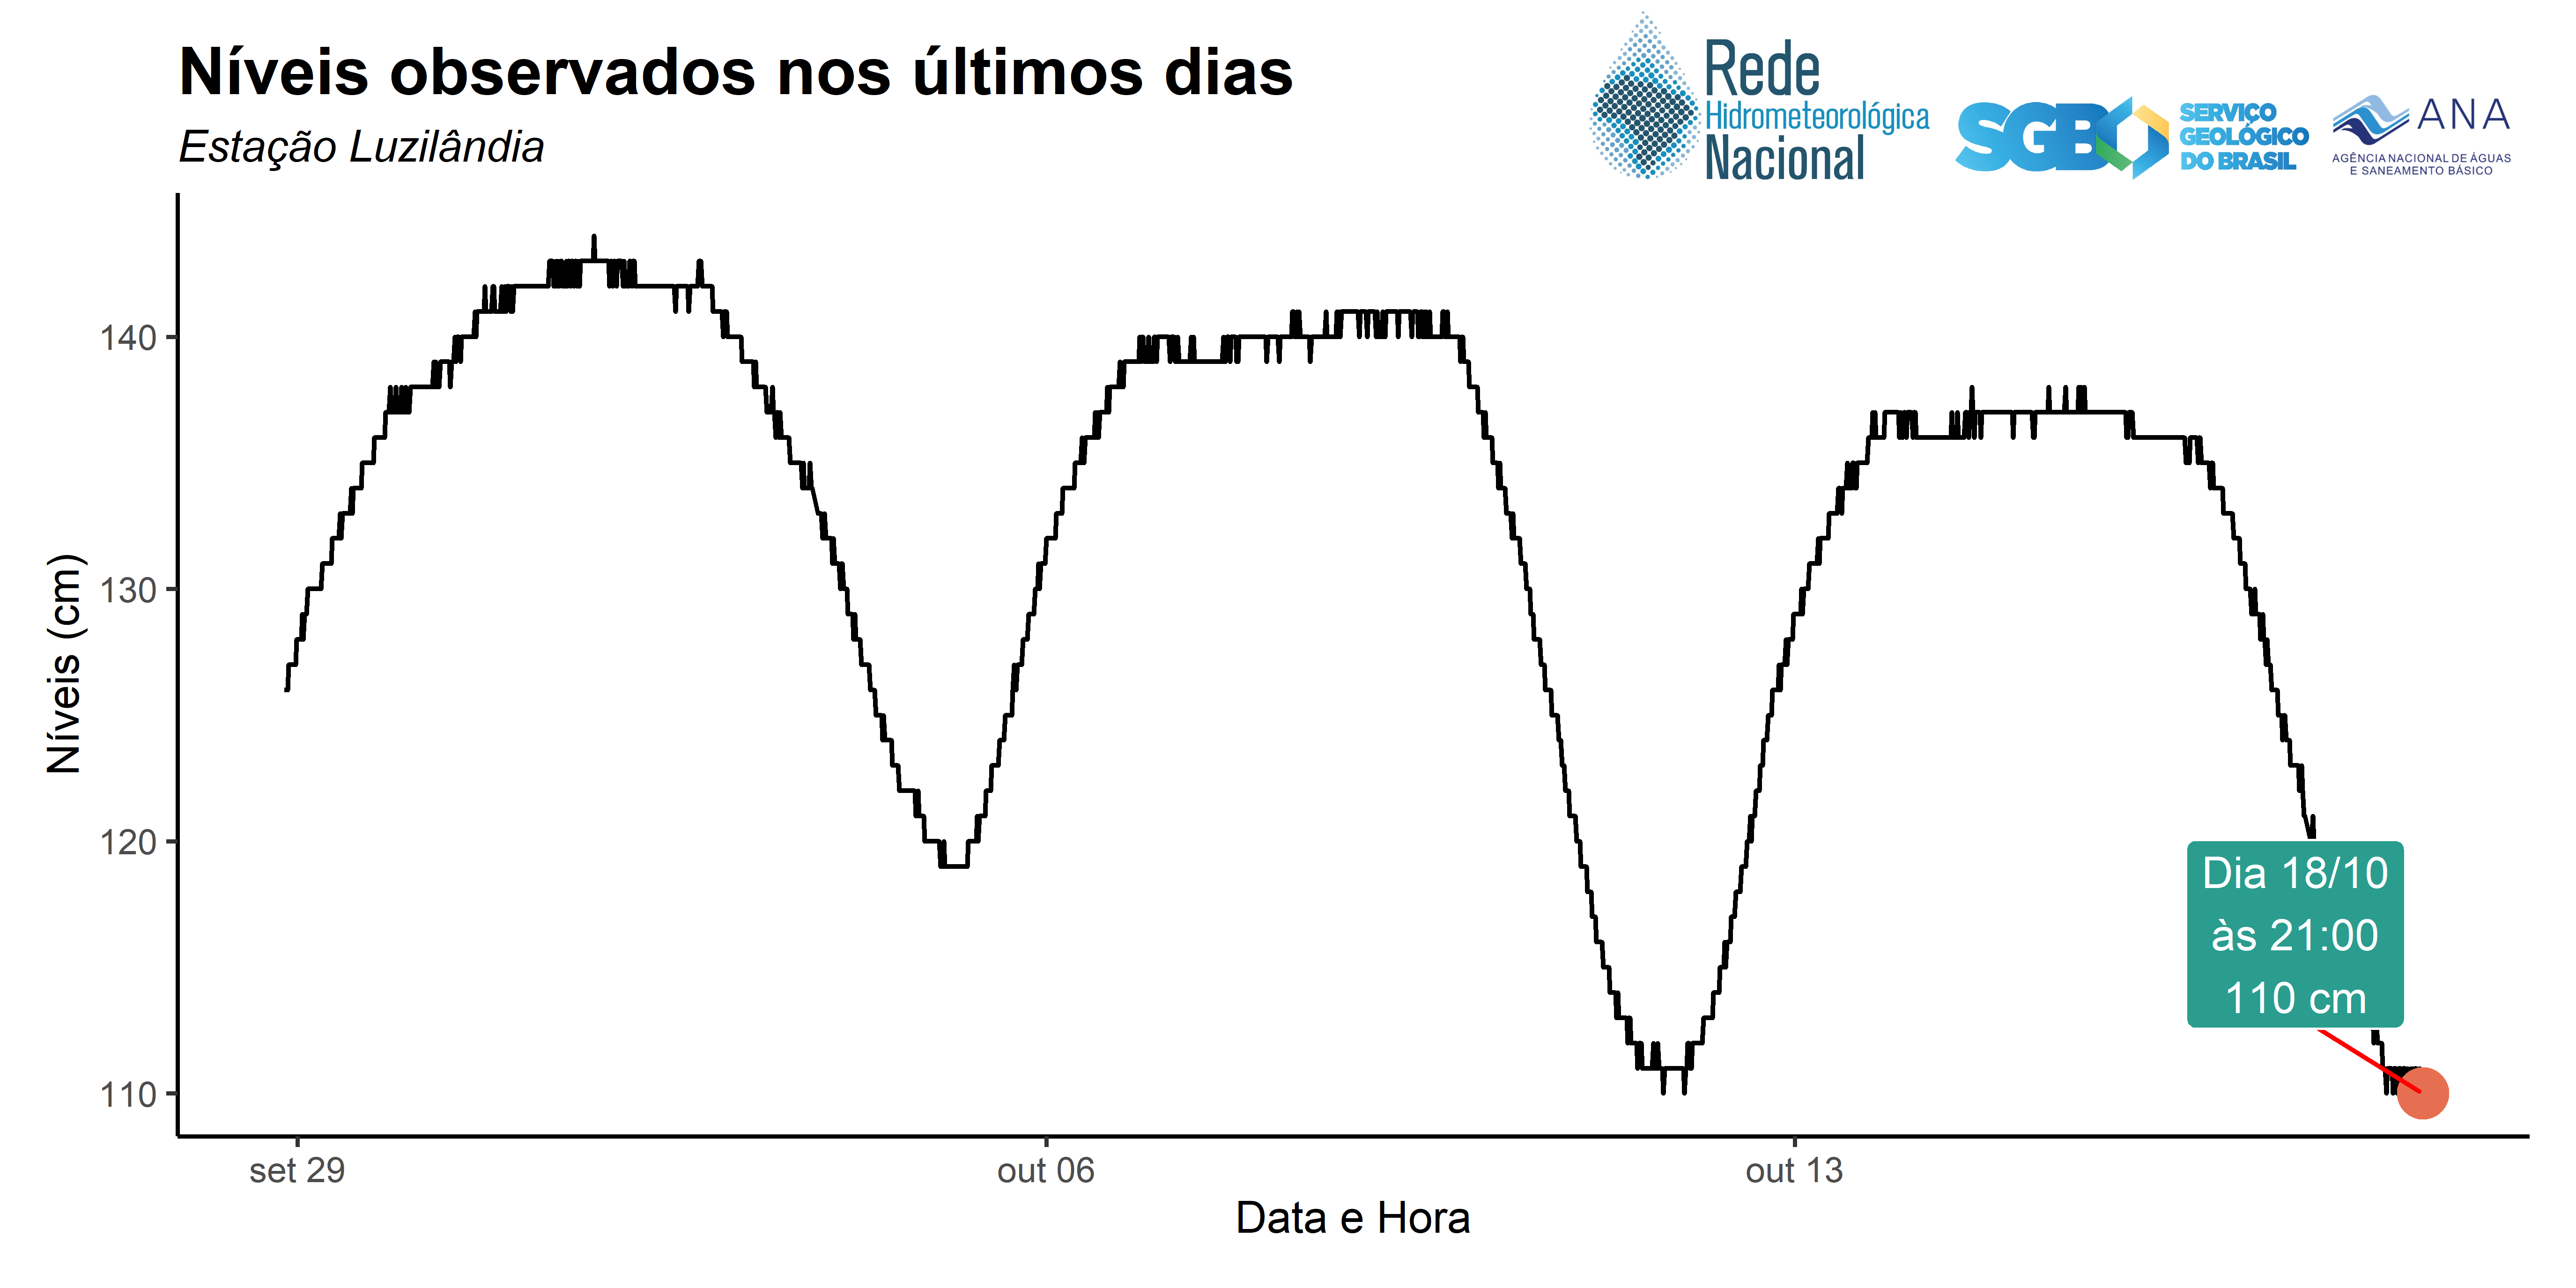 Níveis observados nos últimos dias
Estação Luzilândia
Rede
Hidrometeorológica
Nacional
SGB
SERVIÇO
GEOLÓGICO
DO BRASIL
ANA
AGÊNCIA NACIONAL DE ÁGUAS
E SANEAMENTO BÁSICO
Níveis (cm)
140
130
120
110
Dia 18/10
às 21:00
110 cm
set 29
out 06
out 13
Data e Hora